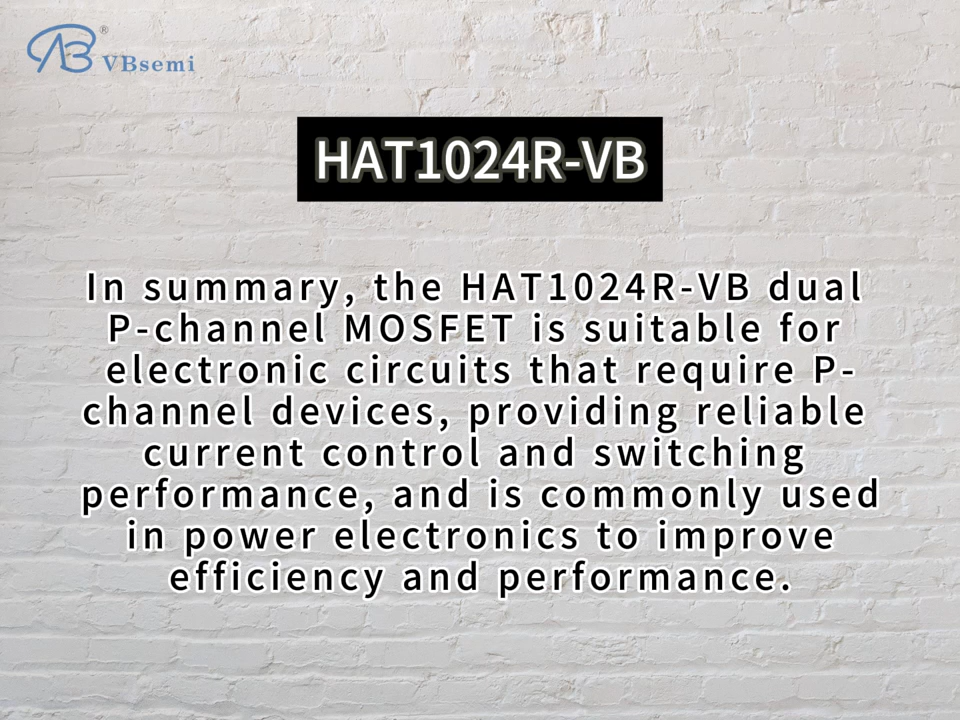 VBsemi
®
HAT1024R-VB
In summary, the HAT1024R-VB dual
P-channel MOSFET is suitable for
electronic circuits that require P-
channel devices, providing reliable
current control and switching
performance, and is commonly used
in power electronics to improve
efficiency and performance.